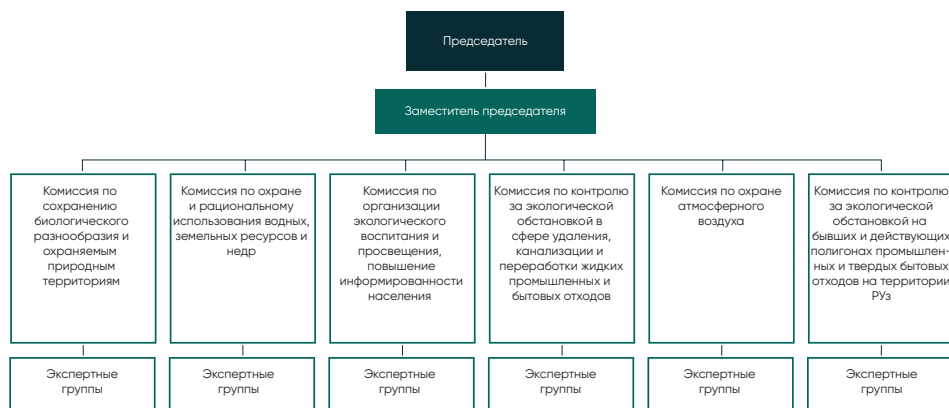 Председатель
Заместитель председателя
Комиссия по
сохранению
биологического
разнообразия и
охраняемым
природным
территориям
Комиссия по охране
и рациональному
использования водных,
земельных ресурсов и
недр
Комиссия по
организации
экологического
воспитания и
просвещения,
повышение
информированности
населения
Комиссия по контролю
за экологической
обстановкой в
сфере удаления,
канализации и
переработки жидких
промышленных и
бытовых отходов
Комиссия по охране
атмосферного
воздуха
Комиссия по контролю
за экологической
обстановкой на
бывших и действующих
полигонах промышлен-
ных и твердых бытовых
отходов на территории
РУз
Экспертные
группы
Экспертные
группы
Экспертные
группы
Экспертные
группы
Экспертные
группы
Экспертные
группы